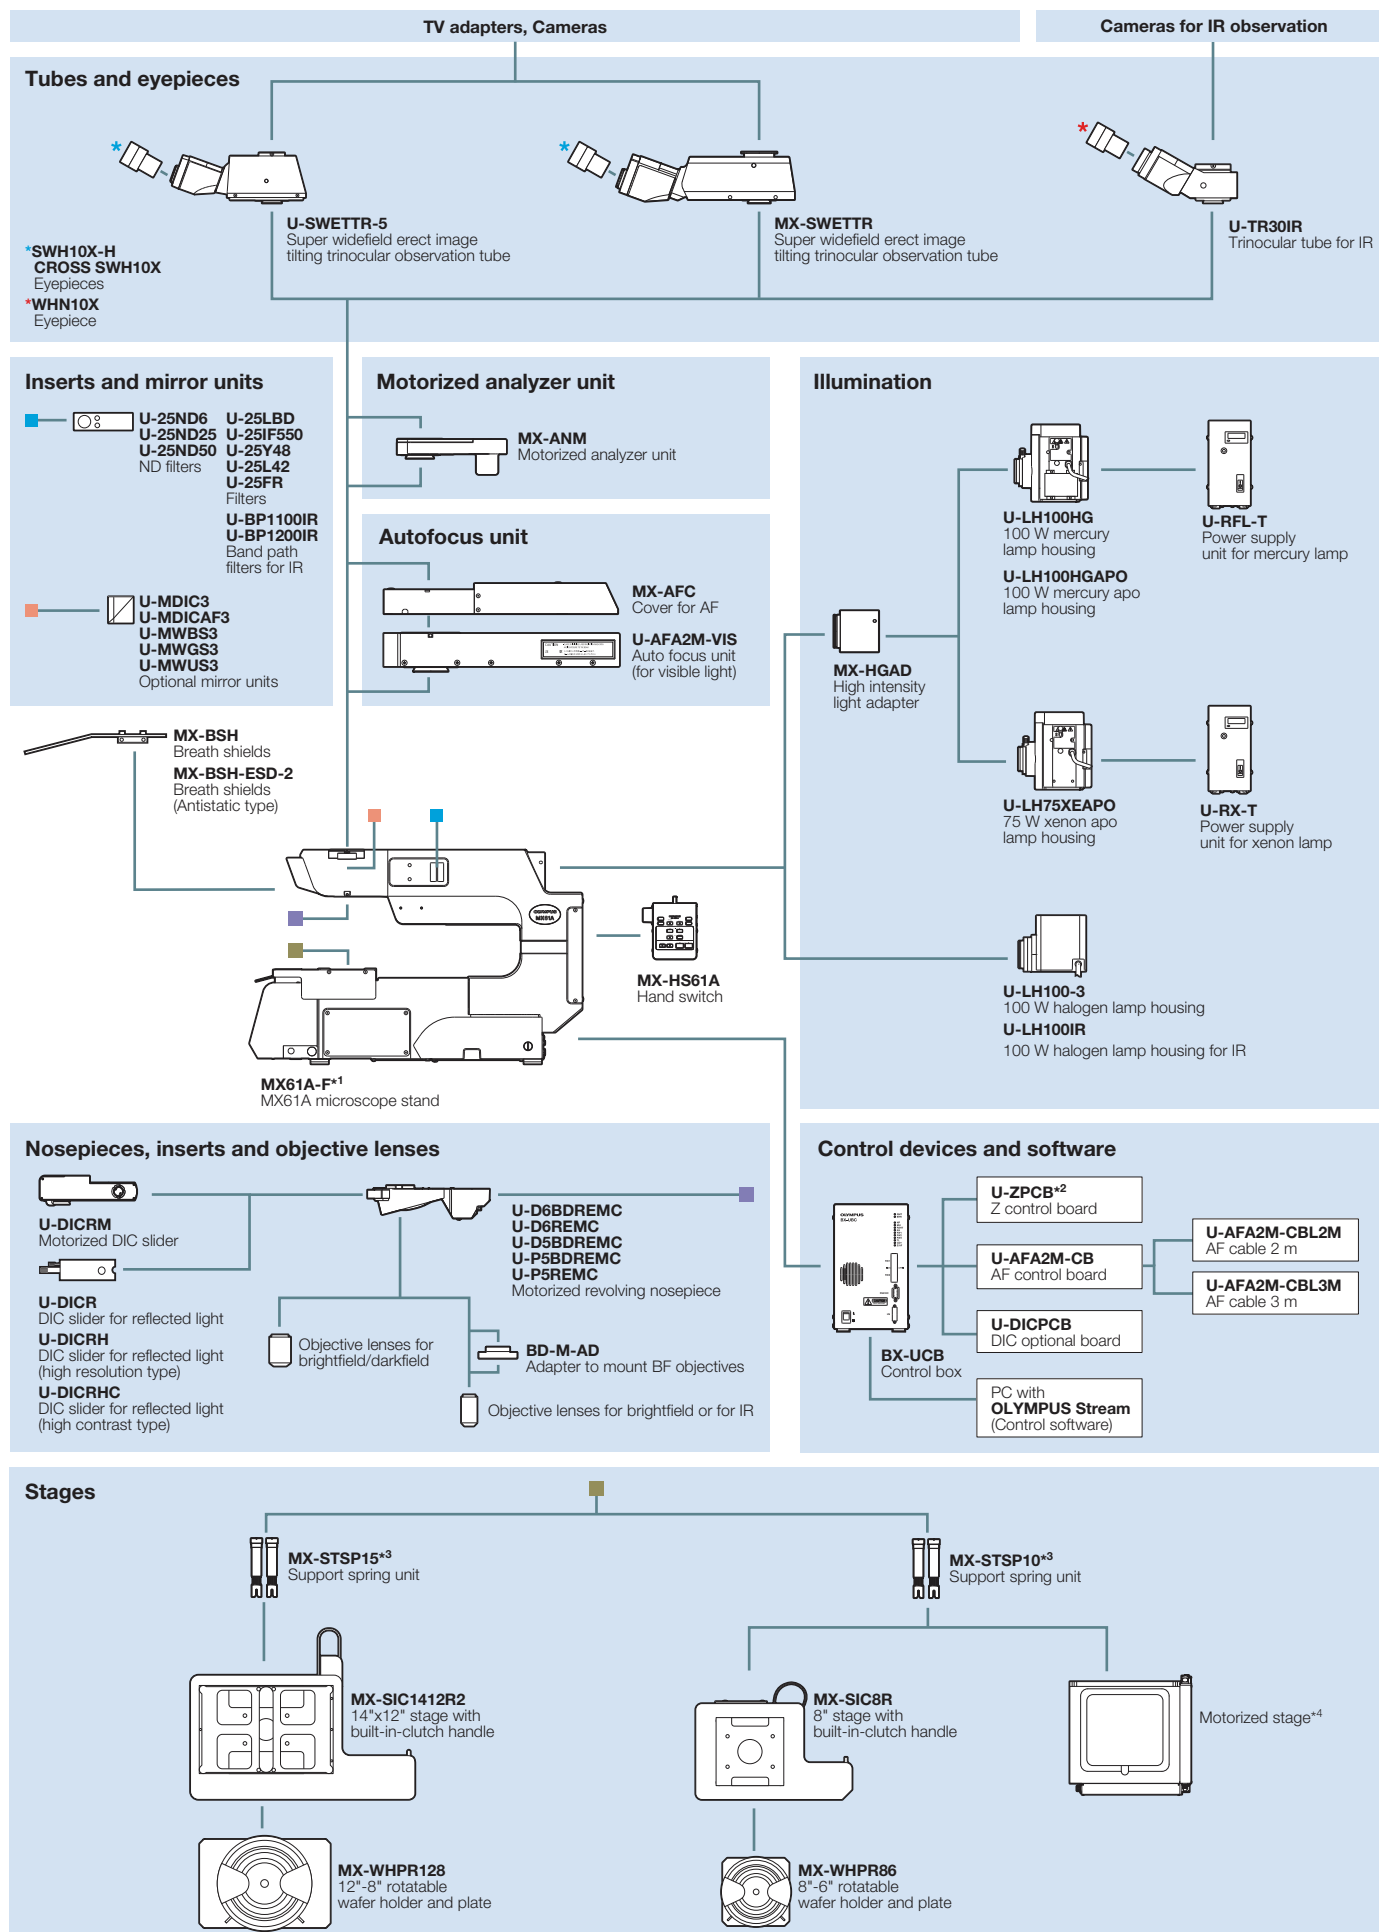 TV adapters, Cameras
Cameras for IR observation
Tubes and eyepieces
*
*
*
U-SWETTR-5
Super widefield erect image
tilting trinocular observation tube
MX-SWETTR
Super widefield erect image
tilting trinocular observation tube
U-TR30IR
Trinocular tube for IR
*SWH10X-H
CROSS SWH10X
Eyepieces
*WHN10X
Eyepiece
Inserts and mirror units
U-25ND6
U-25ND25
U-25ND50
ND filters
U-25LBD
U-25IF550
U-25Y48
U-25L42
U-25FR
Filters
U-BP1100IR
U-BP1200IR
Band path
filters for IR
U-MDIC3
U-MDICAF3
U-MWBS3
U-MWGS3
U-MWUS3
Optional mirror units
Motorized analyzer unit
MX-ANM
Motorized analyzer unit
Autofocus unit
MX-AFC
Cover for AF
U-AFA2M-VIS
Auto focus unit
(for visible light)
Illumination
U-LH100HG
100 W mercury
lamp housing
U-LH100HGAPO
100 W mercury apo
lamp housing
U-RFL-T
Power supply
unit for mercury lamp
MX-HGAD
High intensity
light adapter
U-LH75XEAPO
75 W xenon apo
lamp housing
U-RX-T
Power supply
unit for xenon lamp
U-LH100-3
100 W halogen lamp housing
U-LH100IR
100 W halogen lamp housing for IR
MX-BSH
Breath shields
MX-BSH-ESD-2
Breath shields
(Antistatic type)
OLYMPUS
MX61A
MX-HS61A
Hand switch
MX61A-F*1
MX61A microscope stand
Nosepieces, inserts and objective lenses
U-DICRM
Motorized DIC slider
U-DICR
DIC slider for reflected light
U-DICRH
DIC slider for reflected light
(high resolution type)
U-DICRHC
DIC slider for reflected light
(high contrast type)
U-D6BDREMC
U-D6REMC
U-D5BDREMC
U-P5BDREMC
U-P5REMC
Motorized revolving nosepiece
Objective lenses for
brightfield/darkfield
BD-M-AD
Adapter to mount BF objectives
Objective lenses for brightfield or for IR
Control devices and software
OLYMPUS
BX-UCB
Control box
U-ZPCB*2
Z control board
U-AFA2M-CB
AF control board
U-DICPCB
DIC optional board
PC with
OLYMPUS Stream
(Control software)
U-AFA2M-CBL2M
AF cable 2 m
U-AFA2M-CBL3M
AF cable 3 m
Stages
MX-STSP15*3
Support spring unit
MX-STSP10*3
Support spring unit
MX-SIC1412R2
14"x12" stage with
built-in-clutch handle
MX-SIC8R
8" stage with
built-in-clutch handle
Motorized stage*4
MX-WHPR128
12"-8" rotatable
wafer holder and plate
MX-WHPR86
8"-6" rotatable
wafer holder and plate